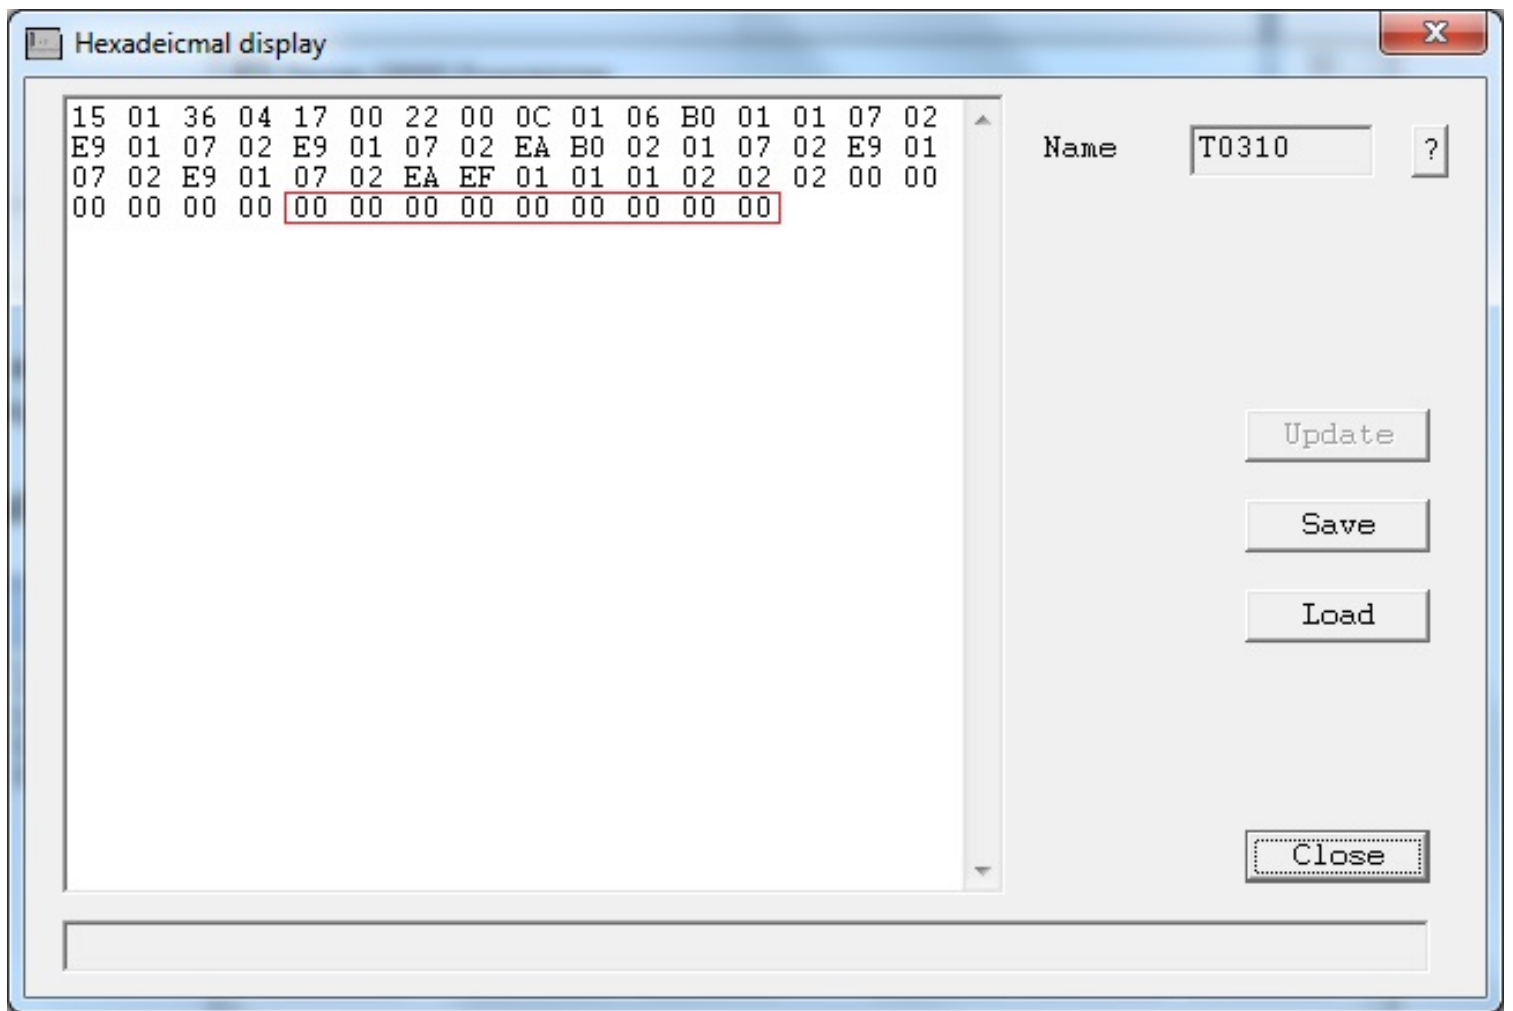 Hexadeicmal display
x
15 01 36 04 17 00 22 00 0C 01 06 B0 01 01 07 02
E9 01 07 02 E9 01 07 02 EA B0 02 01 07 02 E9 01
07 02 E9 01 07 02 EA EF 01 01 01 02 02 02 00 00
00 00 00 00 00 00 00 00 00 00 00 00 00
Name T0310 ?
Update
Save
Load
Close